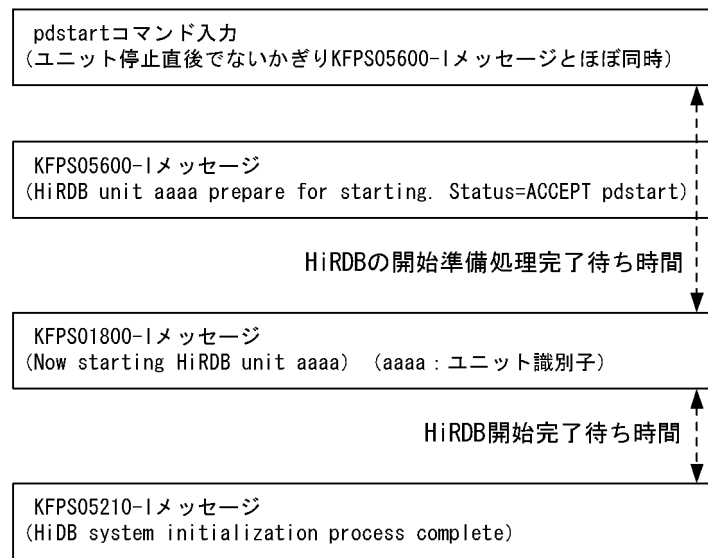 pdstartコマンド入力
(ユニット停止直後でないかぎりKFPS05600-Iメッセージとほぼ同時)
KFPS05600-Iメッセージ
(HiRDB unit aaaa prepare for starting. Status=ACCEPT pdstart)
HiRDBの開始準備処理完了待ち時間
KFPS01800-Iメッセージ
(Now starting HiRDB unit aaaa) (aaaa:ユニット識別子)
HiRDB開始完了待ち時間
KFPS05210-Iメッセージ
(HiDB system initialization process complete)